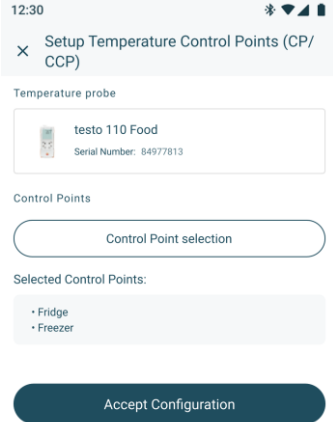 12:30
Setup Temperature Control Points (CP/
CCP)
Temperature probe
testo 110 Food
Serial Number: 84977813
Control Points
Control Point selection
Selected Control Points:
• Fridge
• Freezer
Accept Configuration